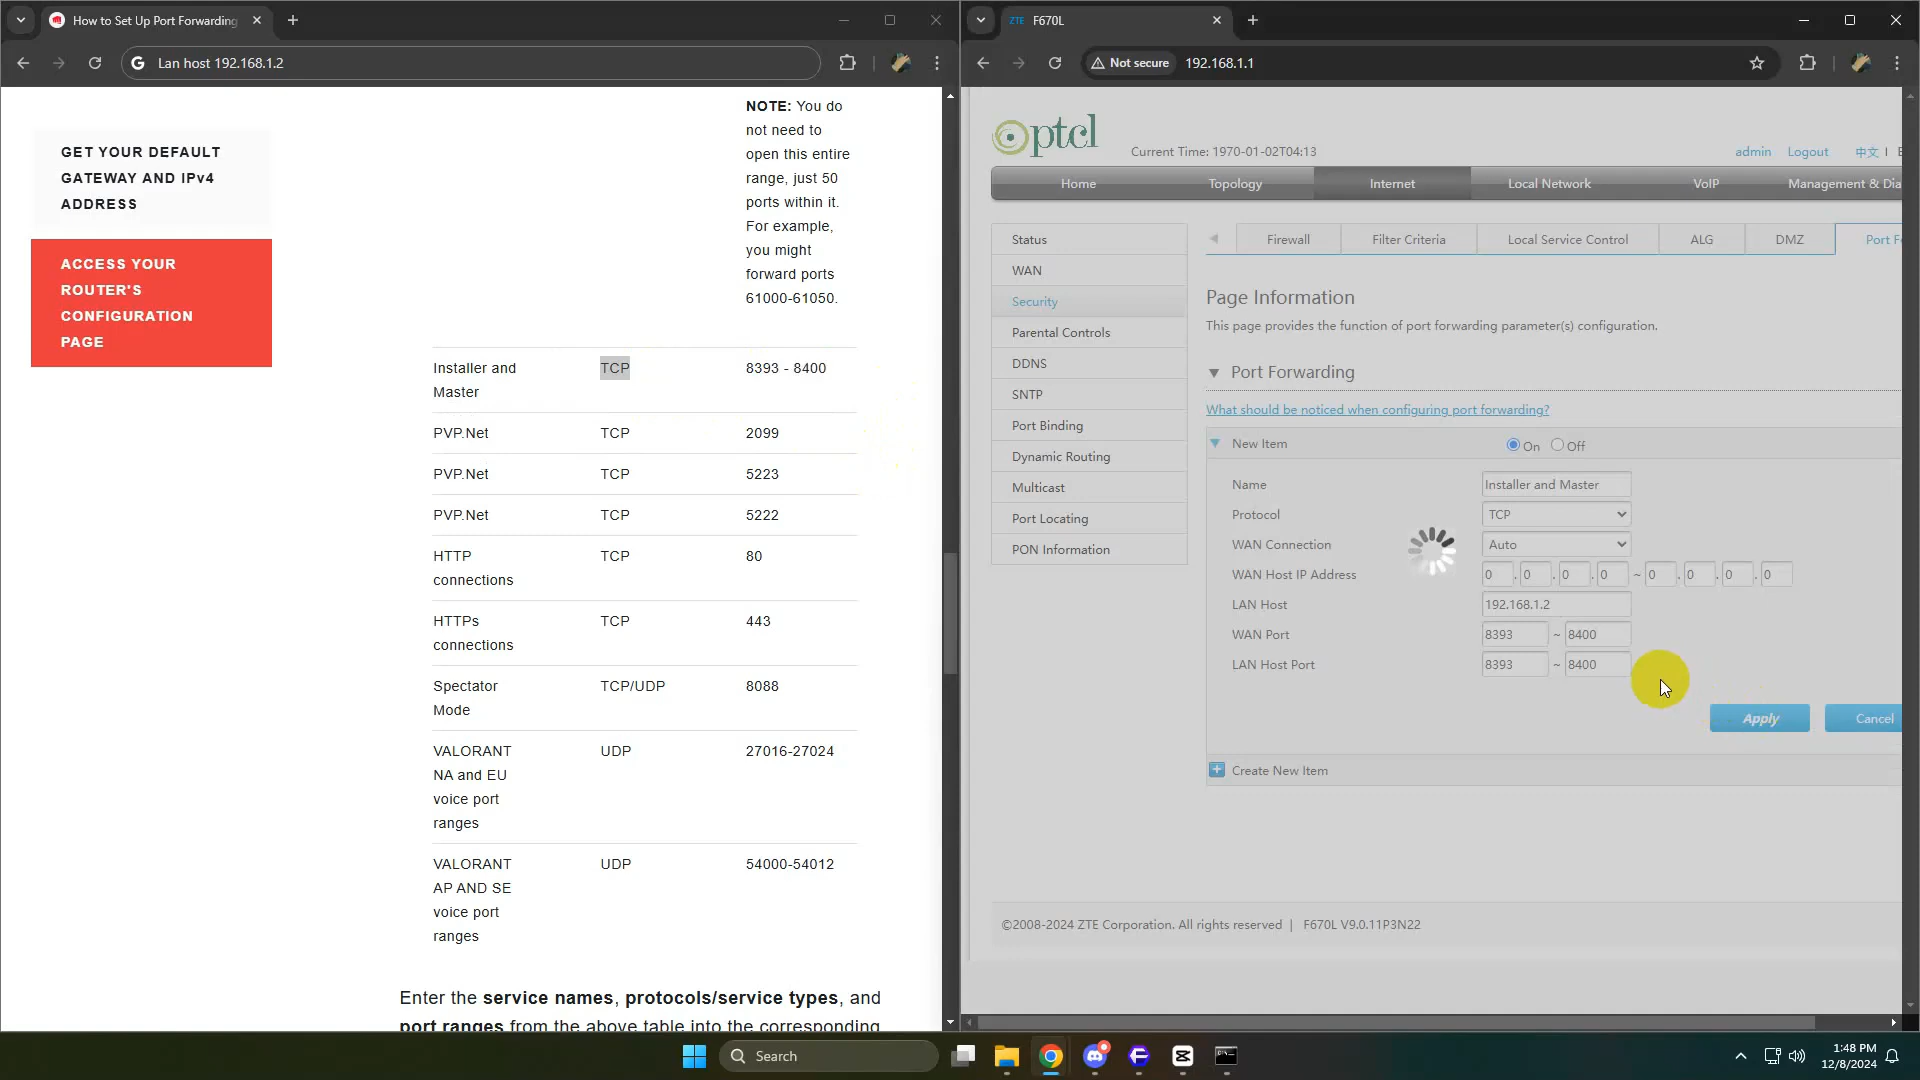 How to Set Up Port Forwarding
Lan host 192.168.1.2
GET YOUR DEFAULT
GATEWAY AND IPv4
ADDRESS
ACCESS YOUR
ROUTER'S
CONFIGURATION
PAGE
NOTE: You do
not need to
open this entire
range, just 50
ports within it.
For example,
you might
forward ports
61000-61050.
Installer and
Master
TCP
8393 - 8400
PVP.Net TCP 2099
PVP.Net TCP 5223
PVP.Net TCP 5222
HTTP
connections
TCP
80
HTTPs
connections
TCP
443
Spectator
Mode
TCP/UDP
8088
VALORANT
NA and EU
voice port
ranges
UDP
27016-27024
VALORANT
AP AND SE
voice port
ranges
UDP
54000-54012
Enter the service names, protocols/service types, and
port ranges from the above table into the corresponding
ZTE F670L
Not secure 192.168.1.1
ptcl
Current Time: 1970-01-02T04:13
admin Logout 中文 | E
Home Topology Internet Local Network VoIP Management & Dia
Status
WAN
Security
Parental Controls
DDNS
SNTP
Port Binding
Dynamic Routing
Multicast
Port Locating
PON Information
Firewall Filter Criteria Local Service Control ALG DMZ Port F
Page Information
This page provides the function of port forwarding parameter(s) configuration.
Port Forwarding
What should be noticed when configuring port forwarding?
New Item On Off
Name Installer and Master
Protocol TCP
WAN Connection Auto
WAN Host IP Address 0 . 0 . 0 . 0 ~ 0 . 0 . 0 . 0
LAN Host 192.168.1.2
WAN Port 8393 ~ 8400
LAN Host Port 8393 ~ 8400
Apply Cancel
Create New Item
©2008-2024 ZTE Corporation. All rights reserved | F670L V9.0.11P3N22
Search
1:48 PM
12/8/2024